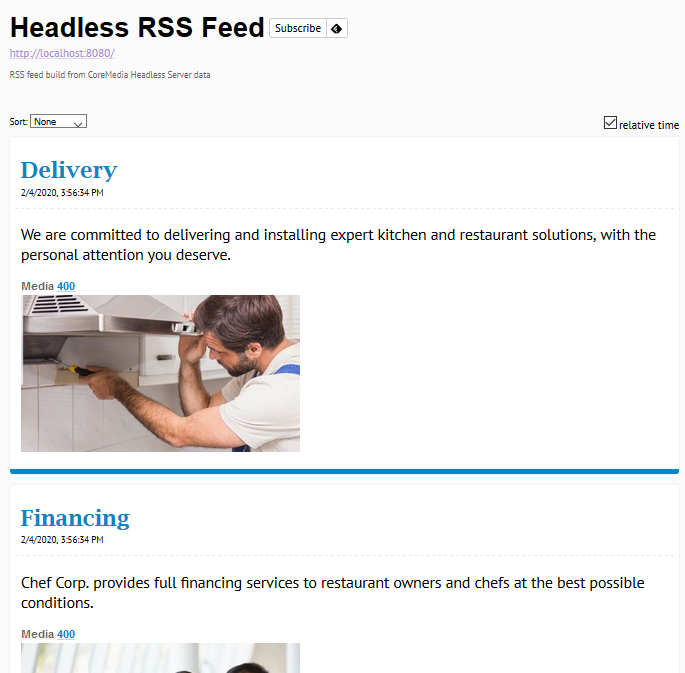 Headless RSS Feed Subscribe
http://localhost:8080/
RSS feed build from CoreMedia Headless Server data
Sort: None relative time
Delivery
2/4/2020, 3:56:34 PM
We are committed to delivering and installing expert kitchen and restaurant solutions, with the
personal attention you deserve.
Media 400
Financing
2/4/2020, 3:56:34 PM
Chef Corp. provides full financing services to restaurant owners and chefs at the best possible
conditions.
Media 400